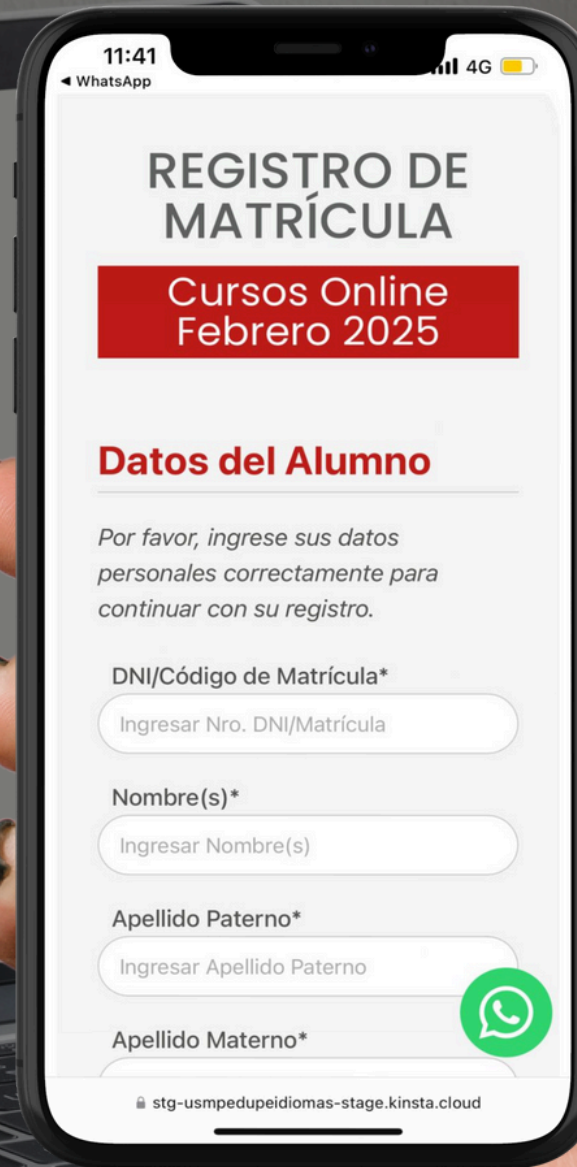 11:41
4G
◀ WhatsApp
REGISTRO DE
MATRÍCULA
Cursos Online
Febrero 2025
Datos del Alumno
Por favor, ingrese sus datos
personales correctamente para
continuar con su registro.
DNI/Código de Matrícula*
Ingresar Nro. DNI/Matrícula
Nombre(s)*
Ingresar Nombre(s)
Apellido Paterno*
Ingresar Apellido Paterno
Apellido Materno*
stg-usmpedupeidiomas-stage.kinsta.cloud